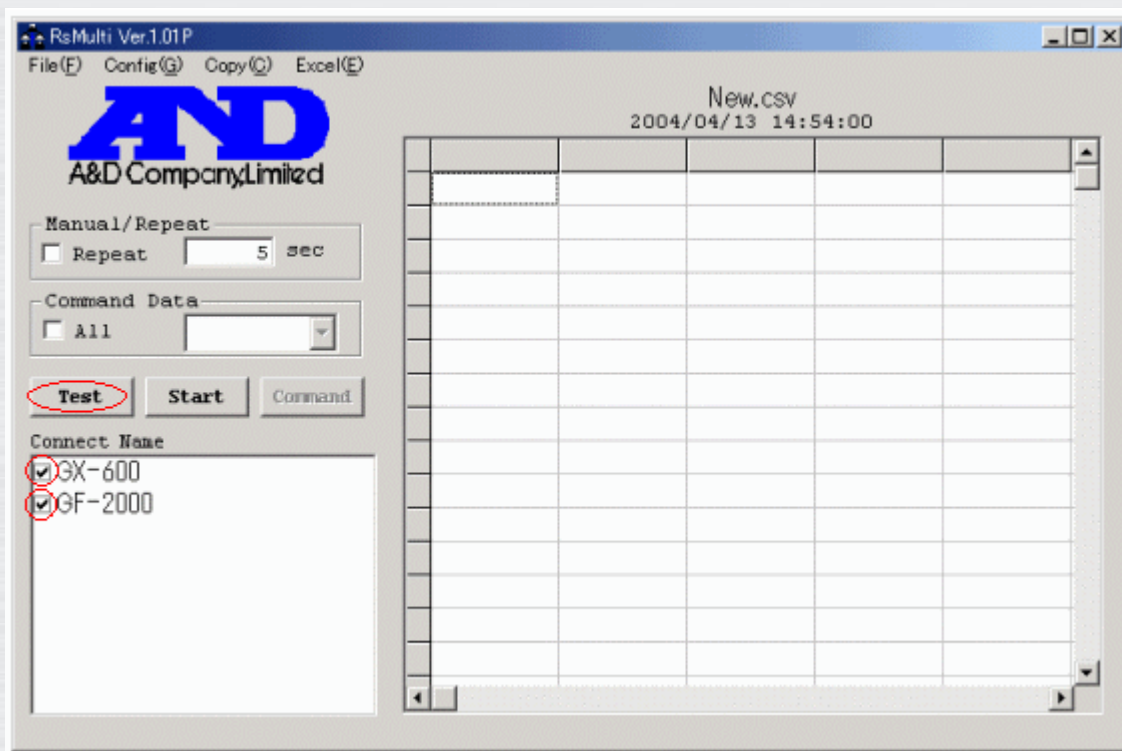 RsMulti Ver.1.01P
File(F) Config(G) Copy(C) Excel(E)
AND
A&D Company,Limited
New.csv
2004/04/13 14:54:00
Manual/Repeat
Repeat 5 sec
Command Data
All
Test Start Command
Connect Name
GX-600
GF-2000